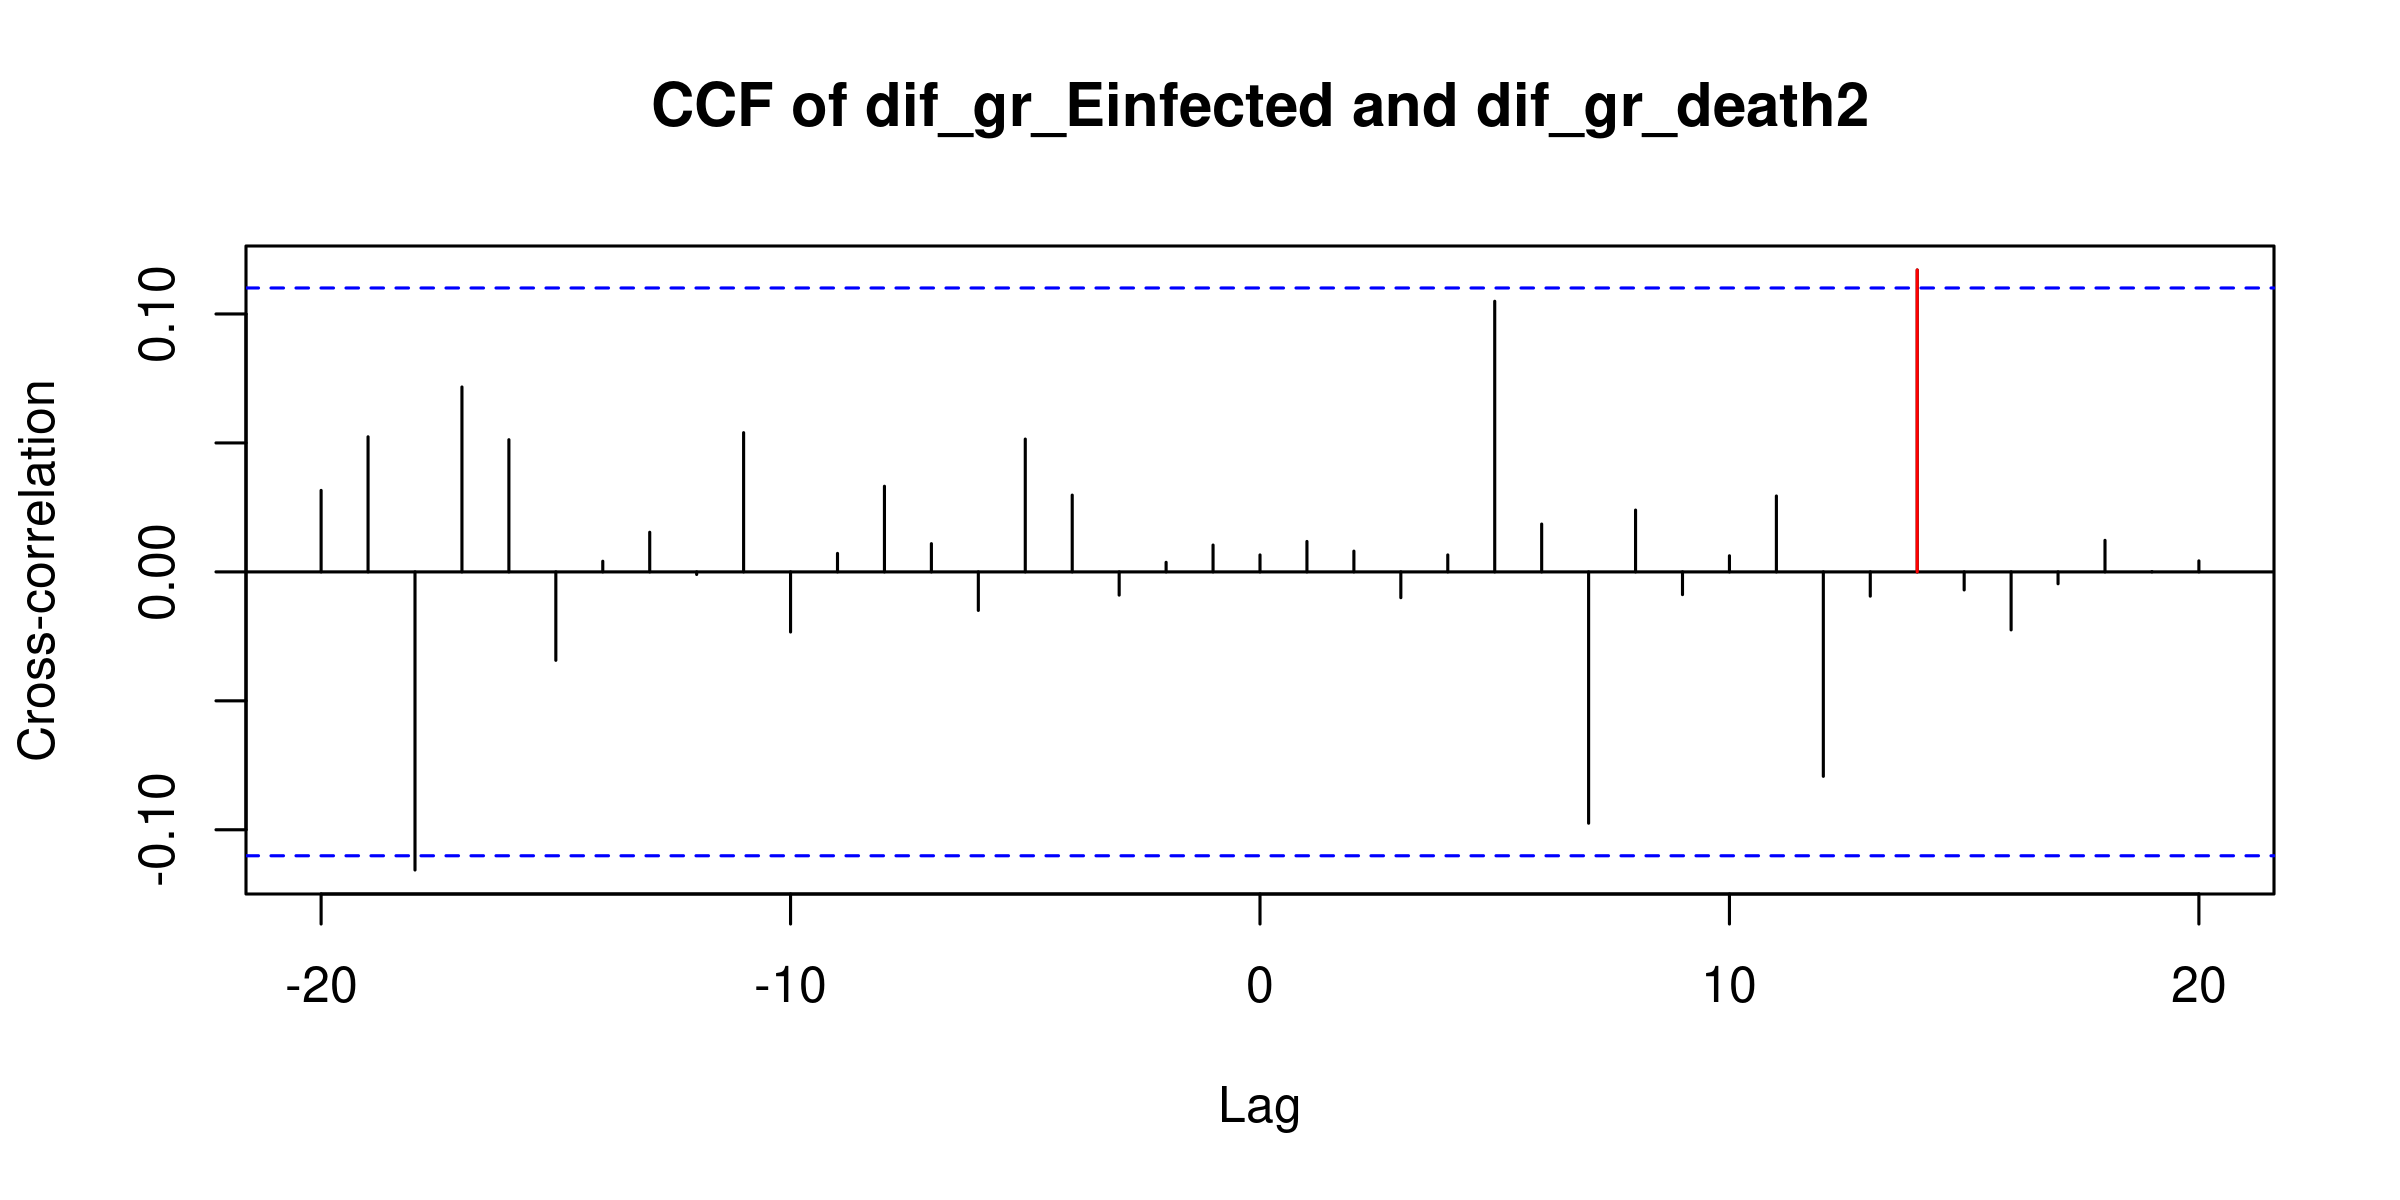 CCF of dif_gr_Einfected and dif_gr_death2
Cross-correlation
0.10
0.00
-0.10
-20
-10
0
10
20
Lag